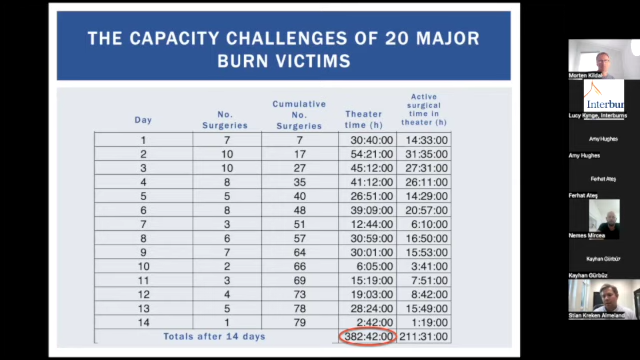 THE CAPACITY CHALLENGES OF 20 MAJOR
BURN VICTIMS
Day No. Surgeries Cumulative No. Surgeries Theater time (h) Active surgical time in theater (h)
1 7 7 30:40:00 14:33:00
2 10 17 54:21:00 31:35:00
3 10 27 45:12:00 27:31:00
4 8 35 41:12:00 26:11:00
5 5 40 26:51:00 14:29:00
6 8 48 39:09:00 20:57:00
7 3 51 12:44:00 6:10:00
8 6 57 30:59:00 16:50:00
9 7 64 30:01:00 15:53:00
10 2 66 6:05:00 3:41:00
11 3 69 15:19:00 7:51:00
12 4 73 19:03:00 8:42:00
13 5 78 28:24:00 15:49:00
14 1 79 2:42:00 1:19:00
Totals after 14 days 382:42:00 211:31:00
Morten Kildal
Interbur
Lucy Kynge, Interburns
Amy Hughes
Amy Hughes
Ferhat Ateş
Ferhat Ateş
Nemes Mircea
Kayhan Gürbüz
Kayhan Gürbüz
Stian Kreken Almeland